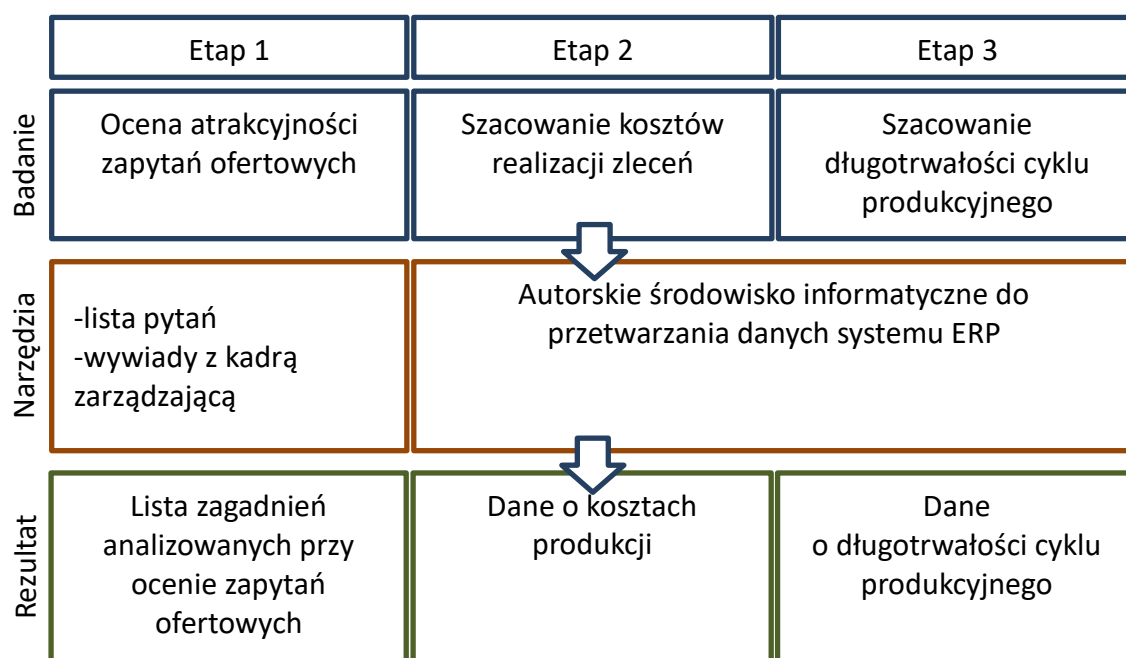 Etap 1
Etap 2
Etap 3
Badanie
Ocena atrakcyjności
zapytań ofertowych
Szacowanie kosztów
realizacji zleceń
Szacowanie
długotrwałości cyklu
produkcyjnego
Narzędzia
-lista pytań
-wywiady z kadrą
zarządzającą
Autorskie środowisko informatyczne do
przetwarzania danych systemu ERP
Rezultat
Lista zagadnień
analizowanych przy
ocenie zapytań
ofertowych
Dane o kosztach
produkcji
Dane
o długotrwałości cyklu
produkcyjnego